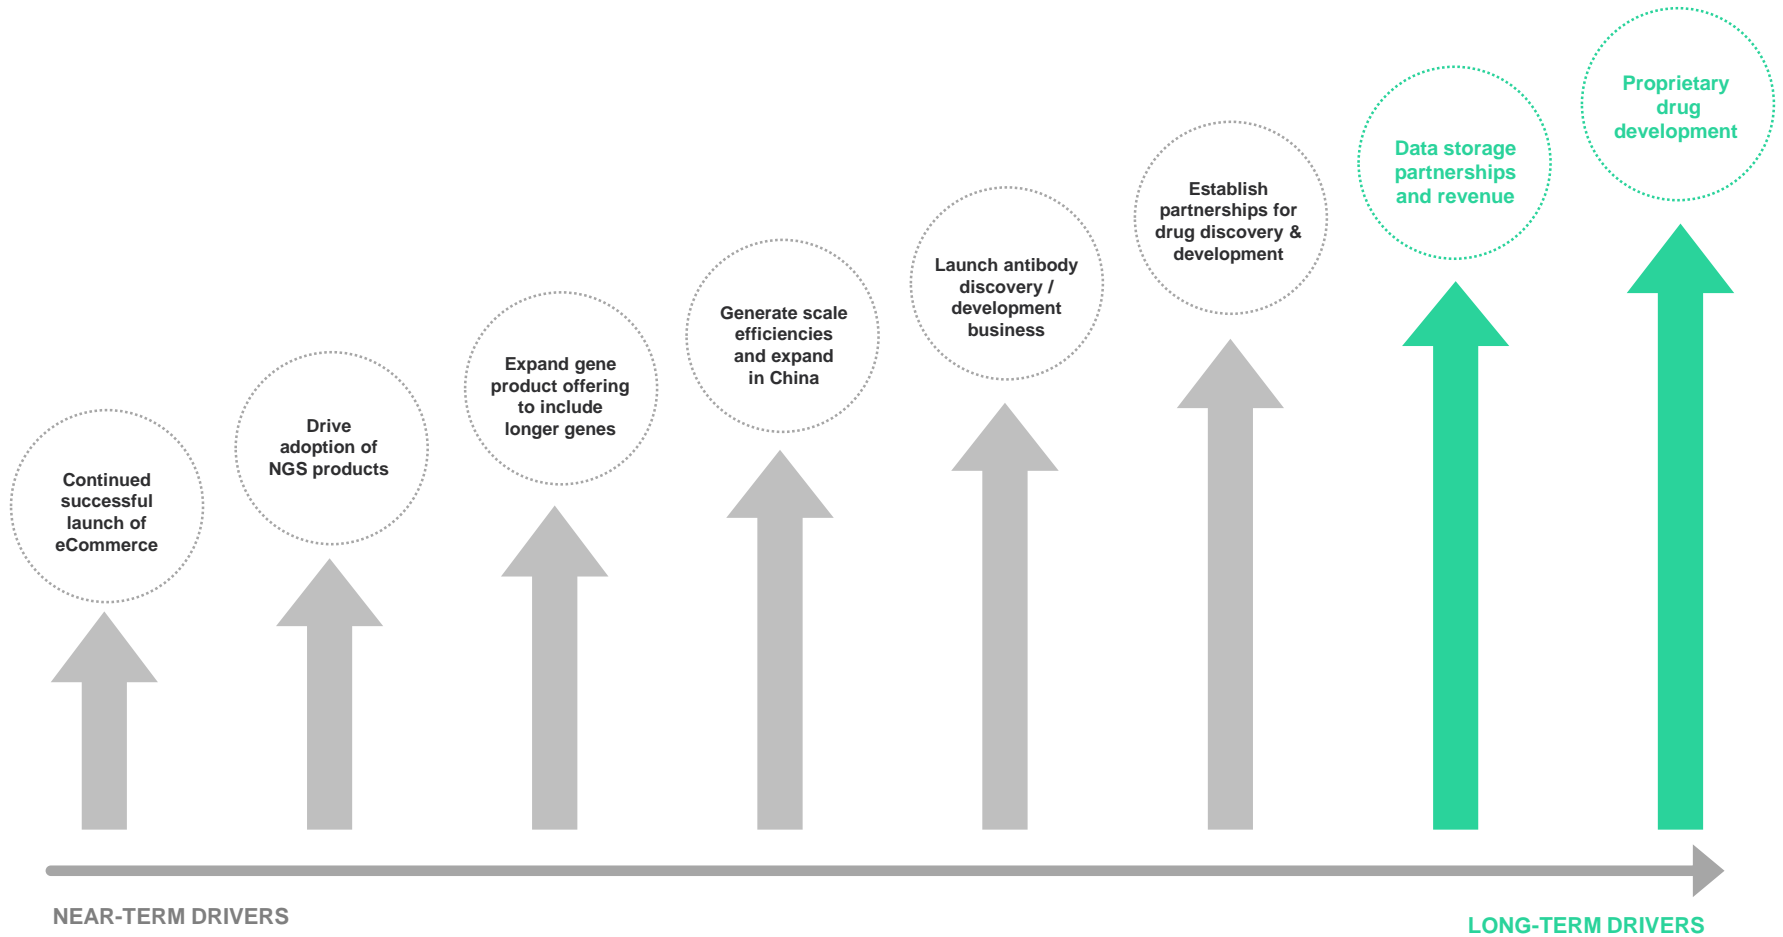 Continued
successful
launch of
eCommerce
Drive
adoption of
NGS products
Expand gene
product offering
to include
longer genes
Generate scale
efficiencies
and expand
in China
Launch antibody
discovery /
development
business
Establish
partnerships for
drug discovery &
development
Data storage
partnerships
and revenue
Proprietary
drug
development
NEAR-TERM DRIVERS
LONG-TERM DRIVERS